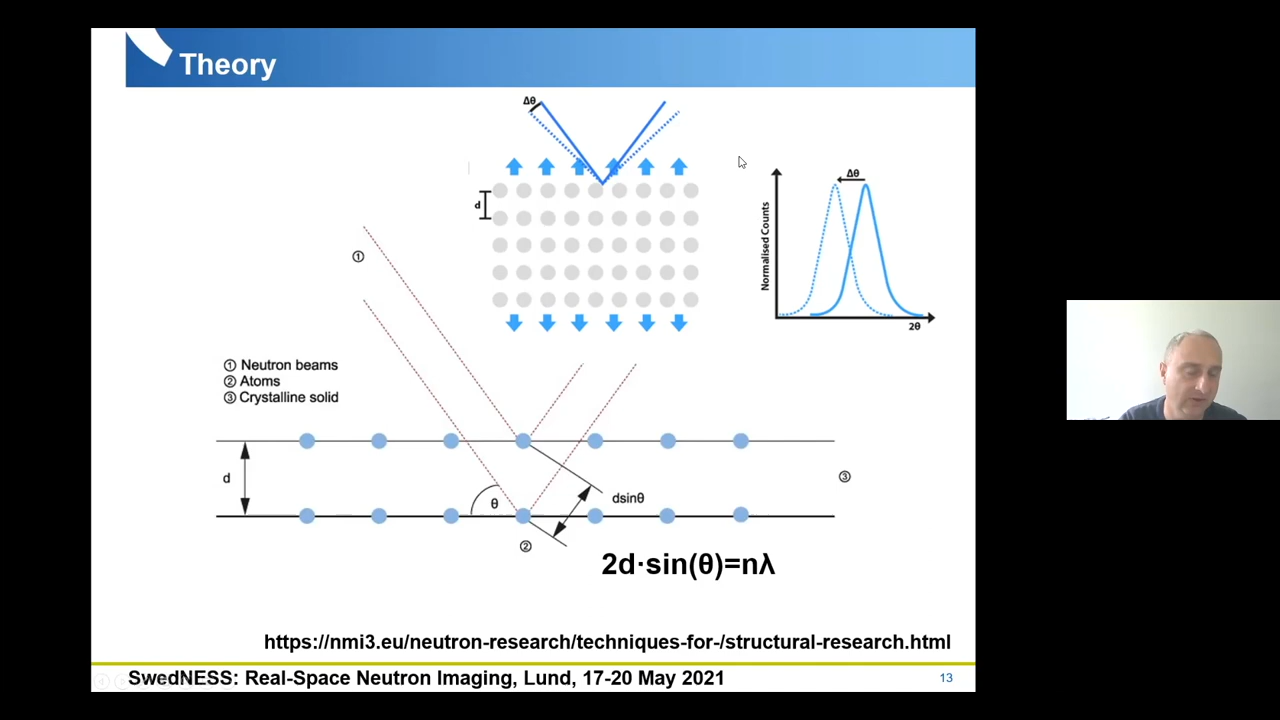 Theory
Δθ
d
Δθ
Normalised Counts
2θ
①
① Neutron beams
② Atoms
③ Crystalline solid
d
θ
dsinθ
③
②
2d·sin(θ)=nλ
https://nmi3.eu/neutron-research/techniques-for-/structural-research.html
SwedNESS: Real-Space Neutron Imaging, Lund, 17-20 May 2021
13